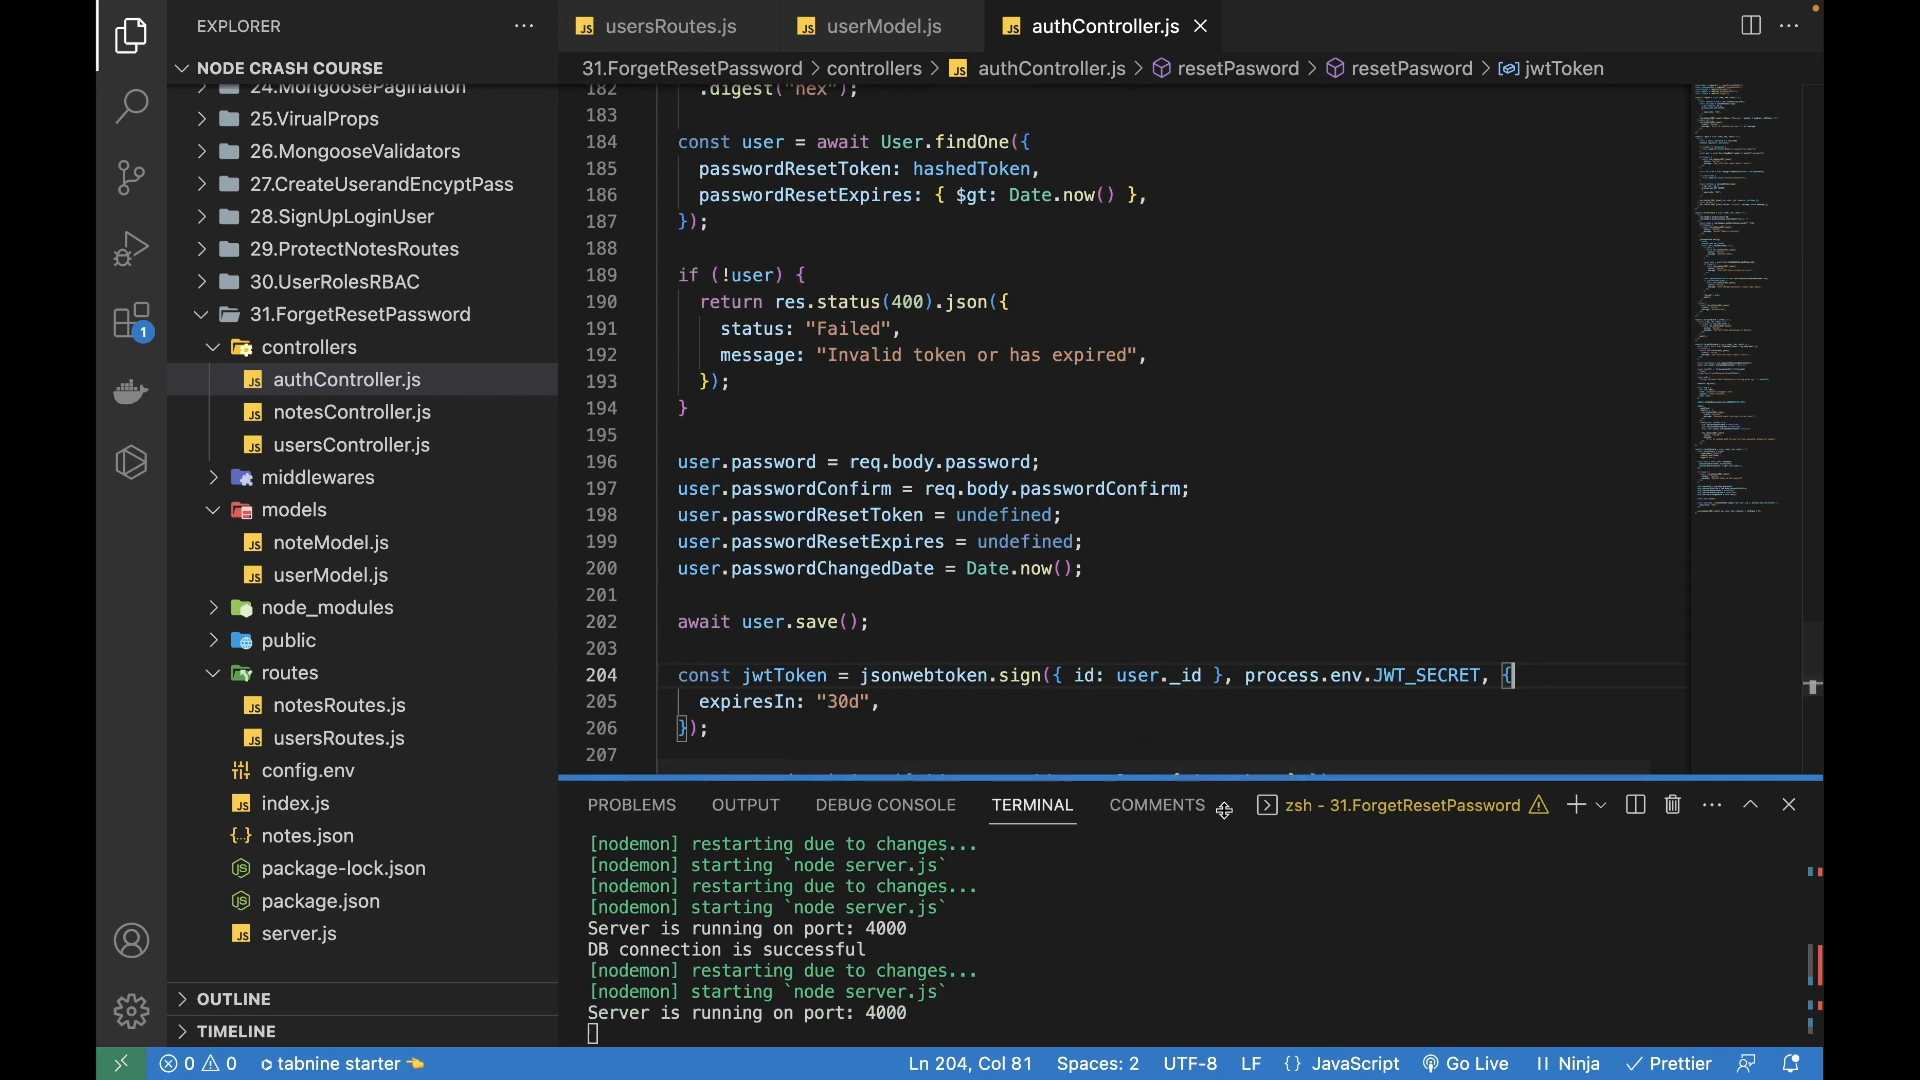 EXPLORER
NODE CRASH COURSE
24.MongoosePagination
25.VirualProps
26.MongooseValidators
27.CreateUserandEncyptPass
28.SignUpLoginUser
29.ProtectNotesRoutes
30.UserRolesRBAC
31.ForgetResetPassword
controllers
authController.js
notesController.js
usersController.js
middlewares
models
noteModel.js
userModel.js
node_modules
public
routes
notesRoutes.js
usersRoutes.js
config.env
index.js
notes.json
package-lock.json
package.json
server.js
OUTLINE
TIMELINE
usersRoutes.js userModel.js authController.js
31.ForgetResetPassword > controllers > authController.js > resetPasword > resetPasword > jwtToken
182 .digest("hex");
183
184 const user = await User.findOne({
185 passwordResetToken: hashedToken,
186 passwordResetExpires: { $gt: Date.now() },
187 });
188
189 if (!user) {
190 return res.status(400).json({
191 status: "Failed",
192 message: "Invalid token or has expired",
193 });
194 }
195
196 user.password = req.body.password;
197 user.passwordConfirm = req.body.passwordConfirm;
198 user.passwordResetToken = undefined;
199 user.passwordResetExpires = undefined;
200 user.passwordChangedDate = Date.now();
201
202 await user.save();
203
204 const jwtToken = jsonwebtoken.sign({ id: user._id }, process.env.JWT_SECRET, {
205 expiresIn: "30d",
206 });
207
PROBLEMS OUTPUT DEBUG CONSOLE TERMINAL COMMENTS zsh - 31.ForgetResetPassword
[nodemon] restarting due to changes...
[nodemon] starting `node server.js`
[nodemon] restarting due to changes...
[nodemon] starting `node server.js`
Server is running on port: 4000
DB connection is successful
[nodemon] restarting due to changes...
[nodemon] starting `node server.js`
Server is running on port: 4000
1
0 0 tabnine starter Ln 204, Col 81 Spaces: 2 UTF-8 LF {} JavaScript Go Live Ninja Prettier